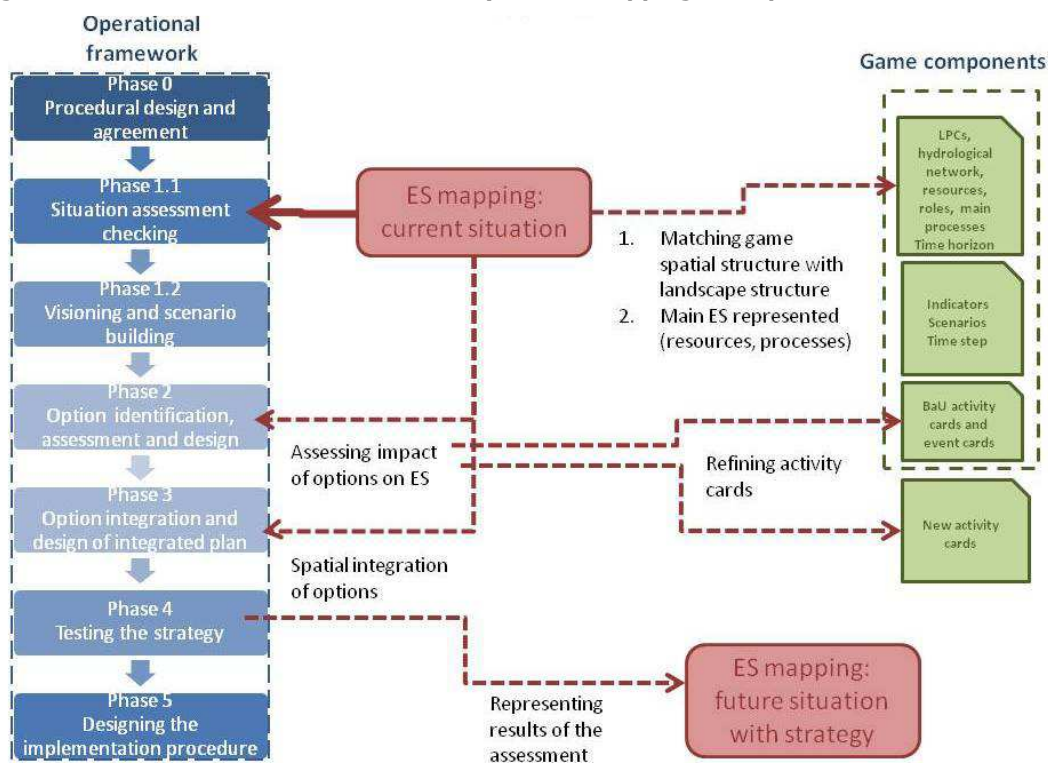 Operational
framework
Phase 0
Procedural design and
agreement
Phase 1.1
Situation assessment
checking
Phase 1.2
Visioning and scenario
building
Phase 2
Option identification,
assessment and design
Phase 3
Option integration and
design of integrated plan
Phase 4
Testing the strategy
Phase 5
Designing the
implementation procedure
ES mapping:
current situation
1. Matching game
spatial structure with
landscape structure
2. Main ES represented
(resources, processes)
Assessing impact
of options on ES
Refining activity
cards
Spatial integration
of options
Representing
results of the
assessment
ES mapping:
future situation
with strategy
Game components
LPCs,
hydrological
network,
resources,
roles, main
processes
Time horizon
Indicators
Scenarios
Time step
BaU activity
cards and
event cards
New activity
cards